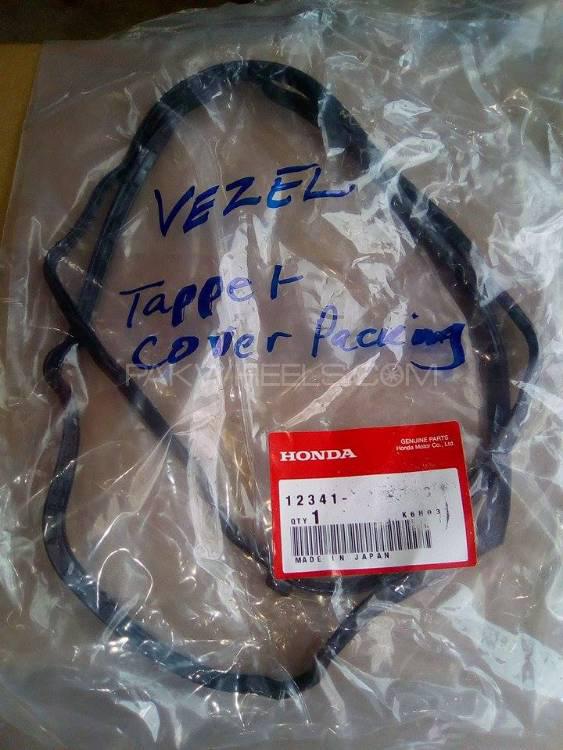 VEZEL
Tappet
Cover Packing
PAKWHEELS.COM
HONDA
GENUINE PARTS
Honda Motor Co., Ltd.
12341-
QTY 1
K6H03
MADE IN JAPAN